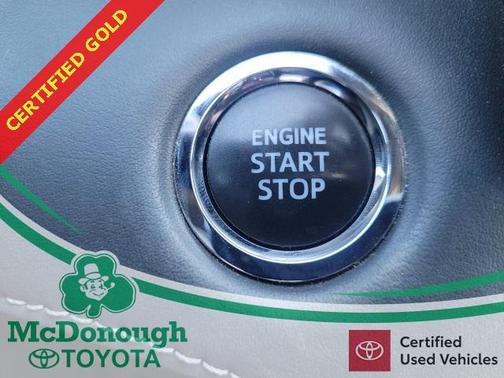 CERTIFIED GOLD
ENGINE
START
STOP
McDonough
TOYOTA
Certified
Used Vehicles